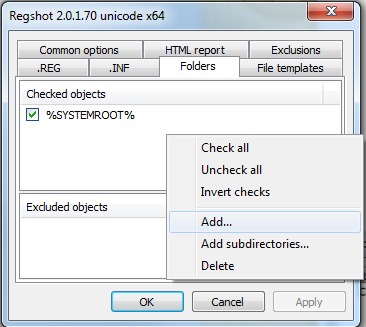 Regshot 2.0.1.70 unicode x64
Common options HTML report Exclusions
.REG .INF Folders File templates
Checked objects
%SYSTEMROOT%
Check all
Uncheck all
Invert checks
Excluded objects
Add...
Add subdirectories...
Delete
OK Cancel Apply